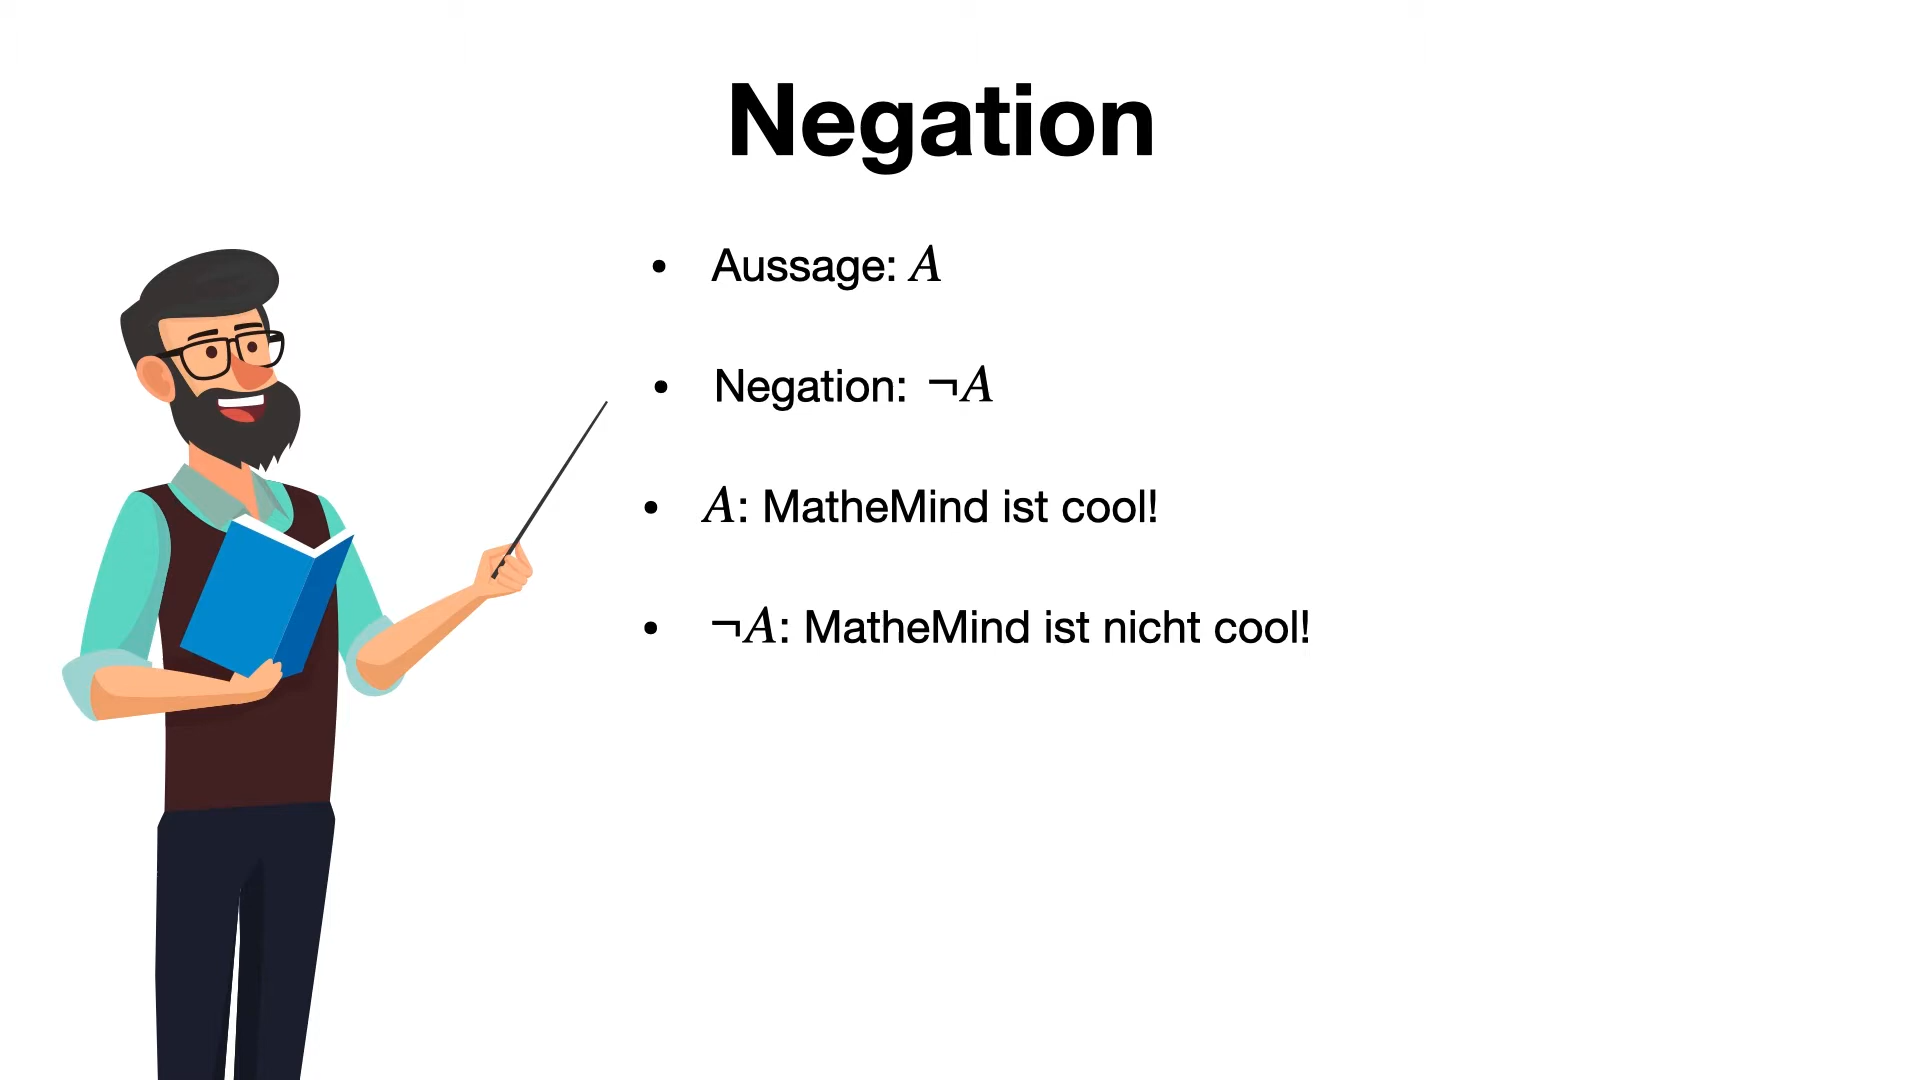 Negation
• Aussage: A
• Negation: ¬A
• A: MatheMind ist cool!
• ¬A: MatheMind ist nicht cool!